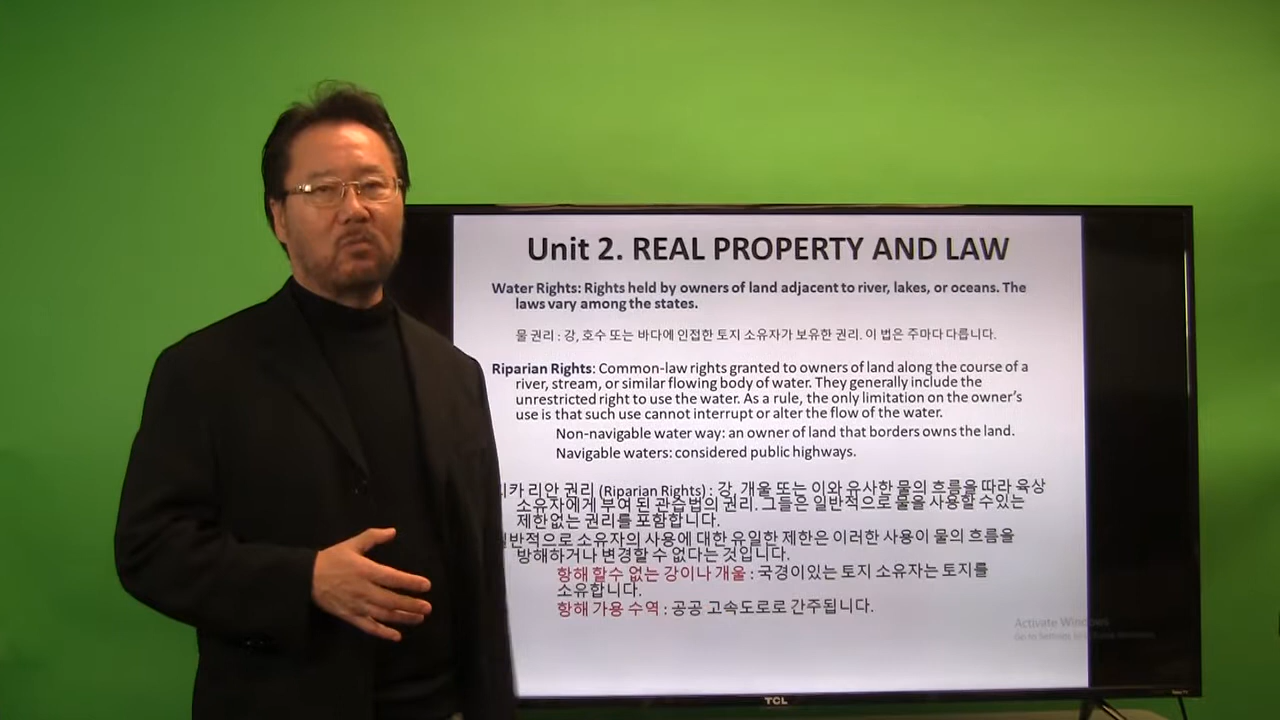 Unit 2. REAL PROPERTY AND LAW
Water Rights: Rights held by owners of land adjacent to river, lakes, or oceans. The
laws vary among the states.
물 권리 : 강, 호수 또는 바다에 인접한 토지 소유자가 보유한 권리. 이 법은 주마다 다릅니다.
Riparian Rights: Common-law rights granted to owners of land along the course of a
river, stream, or similar flowing body of water. They generally include the
unrestricted right to use the water. As a rule, the only limitation on the owner's
use is that such use cannot interrupt or alter the flow of the water.
Non-navigable water way: an owner of land that borders owns the land.
Navigable waters: considered public highways.
리안 권리 (Riparian Rights) : 강, 개울 또는 이와 유사한 물의 흐름을 따라 육상
소유자에게 부여 된 관습법의 권리. 그들은 일반적으로 물을 사용할 수있는
제한없는 권리를 포함합니다.
일반적으로 소유자의 사용에 대한 유일한 제한은 이러한 사용이 물의 흐름을
방해하거나 변경할 수 없다는 것입니다.
항해 할수 없는 강이나 개울 : 국경이있는 토지 소유자는 토지를
소유합니다.
항해 가용 수역 : 공공 고속도로로 간주됩니다.
Activate Windows
TCL